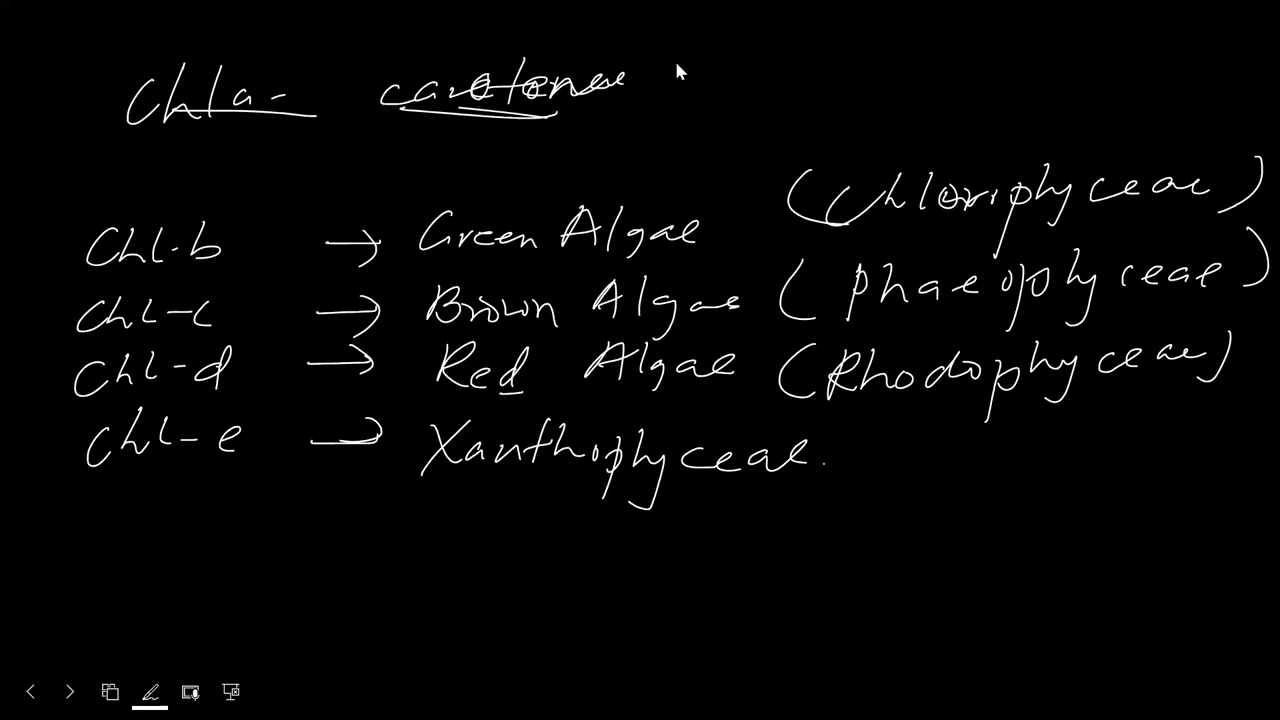 Chla- carotene
Chl-b → Green Algae (Chloriphyceae)
Chl-c → Brown Algae (Phaeophyceae)
Chl-d → Red Algae (Rhodophyceae)
Chl-e → Xanthophyceae.